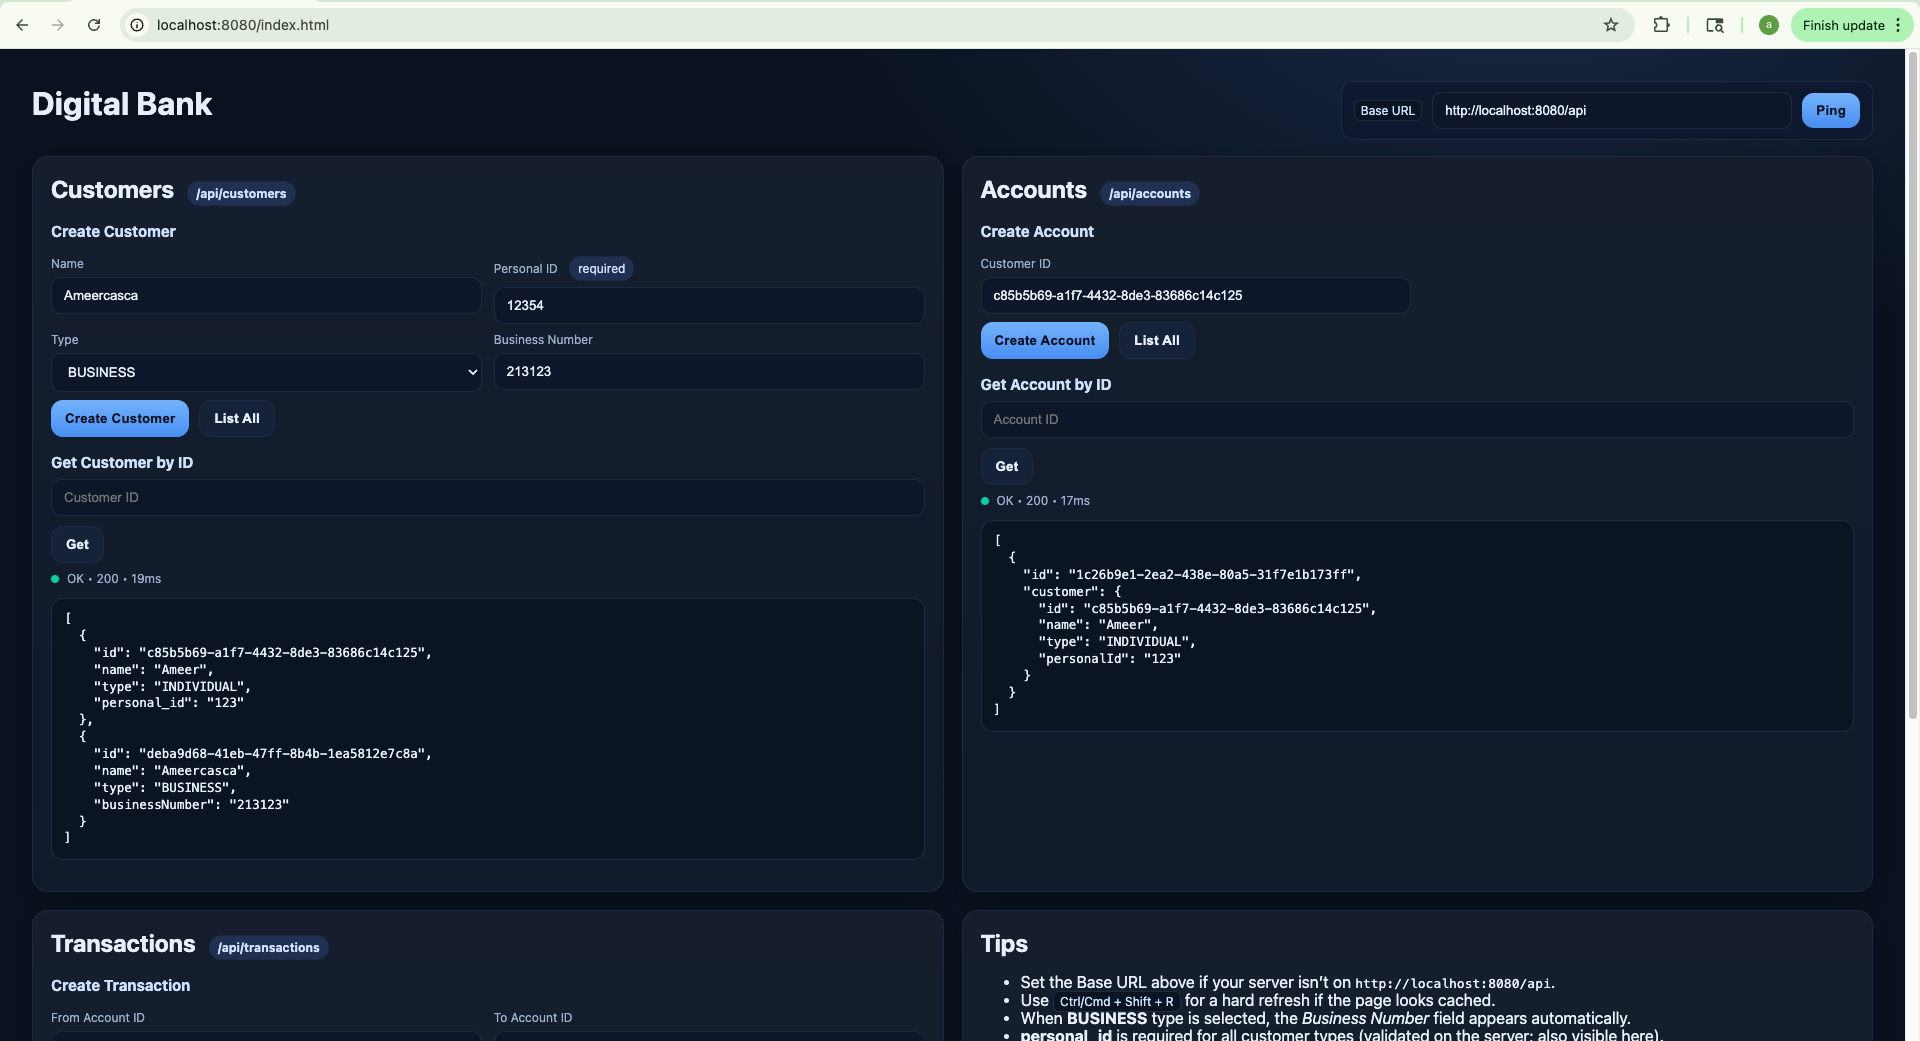 localhost:8080/index.html
a
Finish update
Digital Bank
Base URL
http://localhost:8080/api
Ping
Customers
/api/customers
Create Customer
Name
Ameercasca
Personal ID
required
12354
Type
BUSINESS
Business Number
213123
Create Customer
List All
Get Customer by ID
Customer ID
Get
OK • 200 • 19ms
[
{
"id": "c85b5b69-a1f7-4432-8de3-83686c14c125",
"name": "Ameer",
"type": "INDIVIDUAL",
"personal_id": "123"
},
{
"id": "deba9d68-41eb-47ff-8b4b-1ea5812e7c8a",
"name": "Ameercasca",
"type": "BUSINESS",
"businessNumber": "213123"
}
]
Accounts
/api/accounts
Create Account
Customer ID
c85b5b69-a1f7-4432-8de3-83686c14c125
Create Account
List All
Get Account by ID
Account ID
Get
OK • 200 • 17ms
[
{
"id": "1c26b9e1-2ea2-438e-80a5-31f7e1b173ff",
"customer": {
"id": "c85b5b69-a1f7-4432-8de3-83686c14c125",
"name": "Ameer",
"type": "INDIVIDUAL",
"personalId": "123"
}
}
]
Transactions
/api/transactions
Create Transaction
From Account ID
To Account ID
Tips
• Set the Base URL above if your server isn’t on http://localhost:8080/api.
• Use Ctrl/Cmd + Shift + R for a hard refresh if the page looks cached.
• When BUSINESS type is selected, the Business Number field appears automatically.
• personal_id is required for all customer types (validated on the server; also visible here).